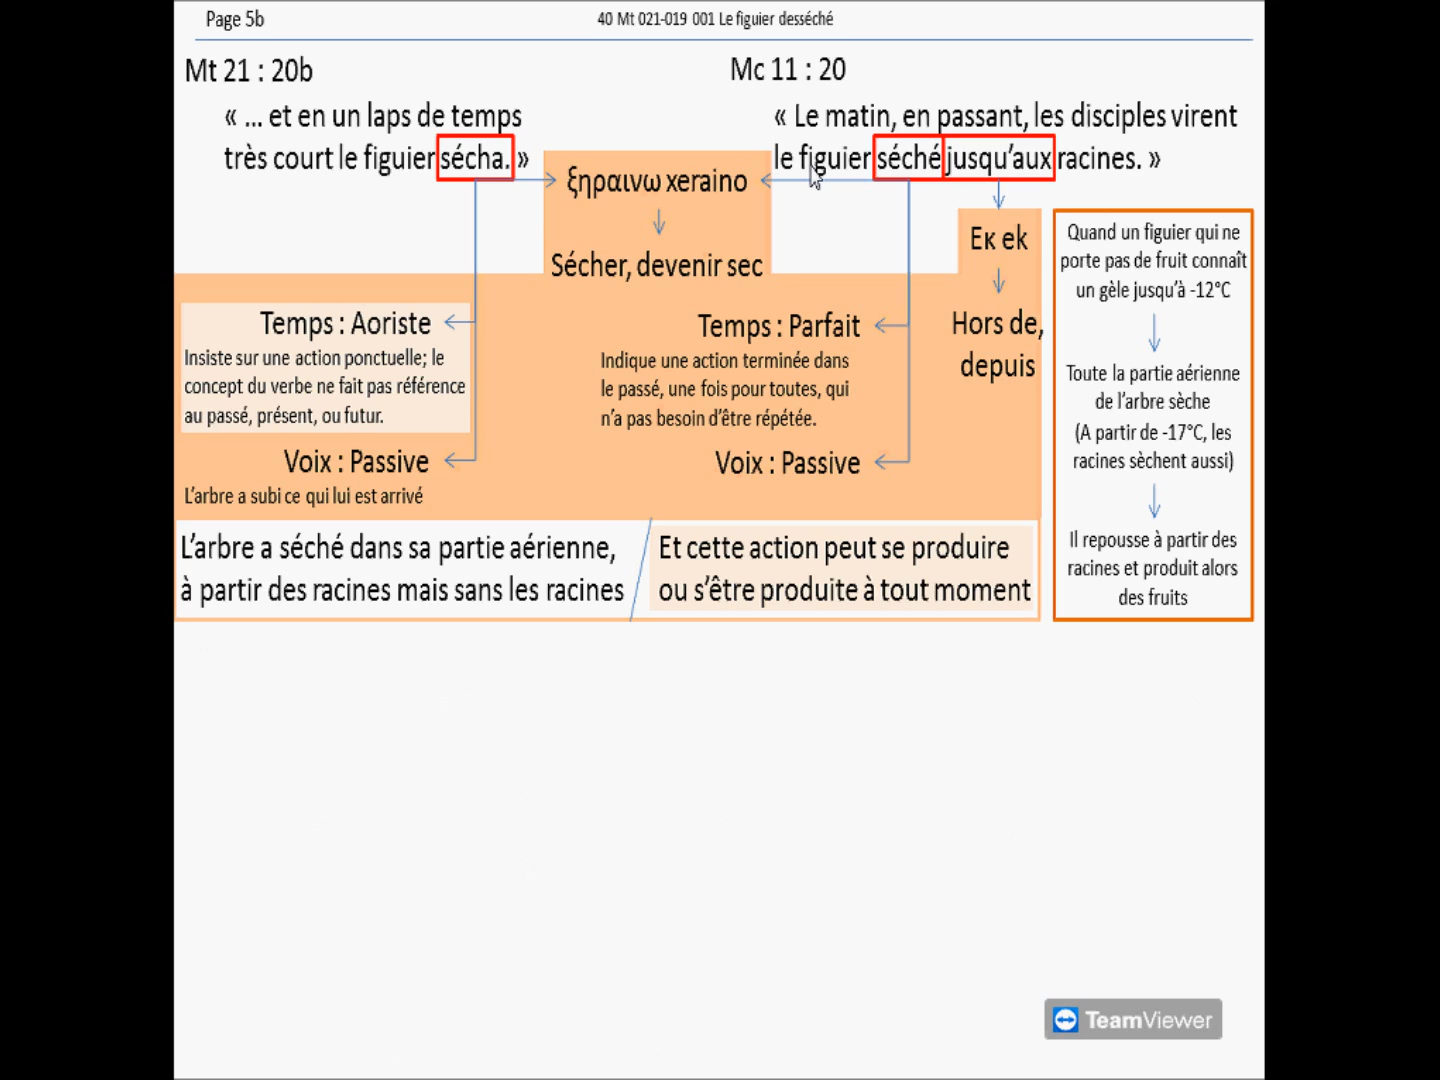 Page 5b
40 Mt 021-019 001 Le figuier desséché
Mt 21 : 20b
« ... et en un laps de temps
très court le figuier sécha. »
Mc 11 : 20
« Le matin, en passant, les disciples virent
le figuier séché jusqu'aux racines. »
ξηραινω xeraino
Sécher, devenir sec
Εκ ek
Hors de,
depuis
Temps : Aoriste
Insiste sur une action ponctuelle; le
concept du verbe ne fait pas référence
au passé, présent, ou futur.
Voix : Passive
L'arbre a subi ce qui lui est arrivé
Temps : Parfait
Indique une action terminée dans
le passé, une fois pour toutes, qui
n'a pas besoin d'être répétée.
Voix : Passive
L'arbre a séché dans sa partie aérienne,
à partir des racines mais sans les racines
Et cette action peut se produire
ou s'être produite à tout moment
Quand un figuier qui ne
porte pas de fruit connaît
un gèle jusqu'à -12°C
Toute la partie aérienne
de l'arbre sèche
(A partir de -17°C, les
racines sèchent aussi)
Il repousse à partir des
racines et produit alors
des fruits
TeamViewer